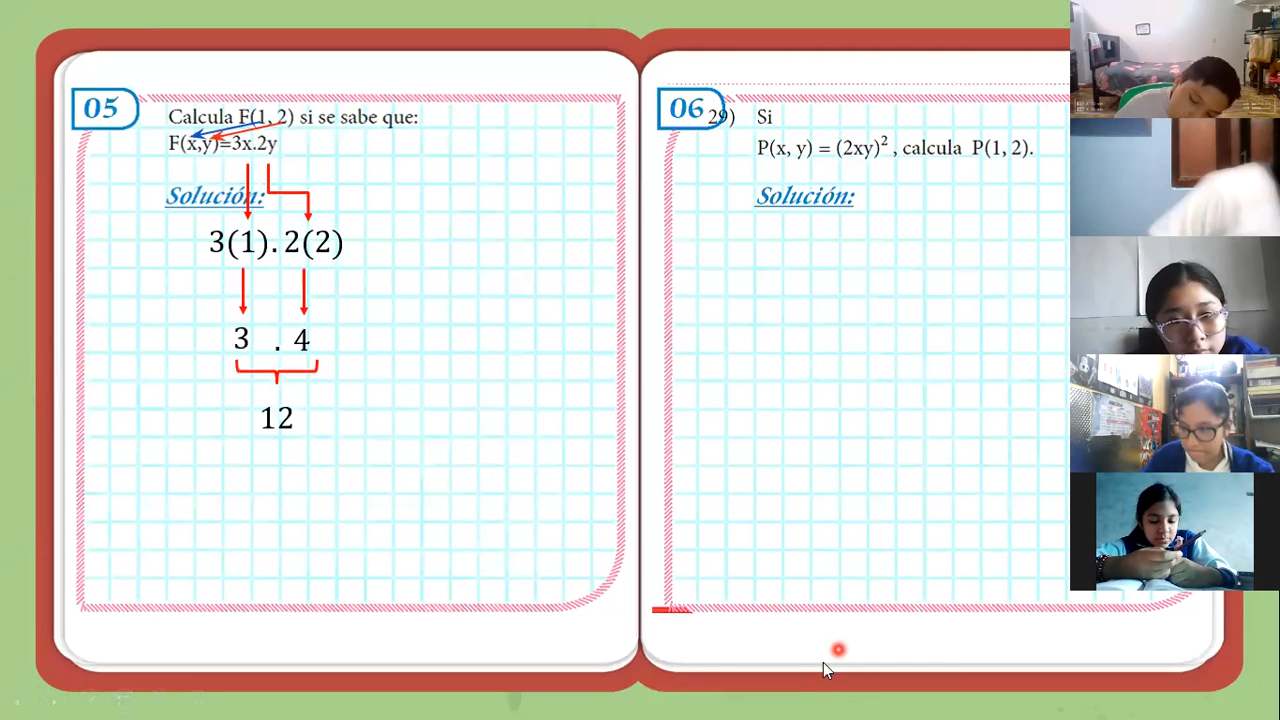 05
Calcula F(1, 2) si se sabe que:
F(x,y)=3x.2y
Solución:
3(1).2(2)
3 . 4
12
06
29) Si
P(x, y) = (2xy)², calcula P(1, 2).
Solución: